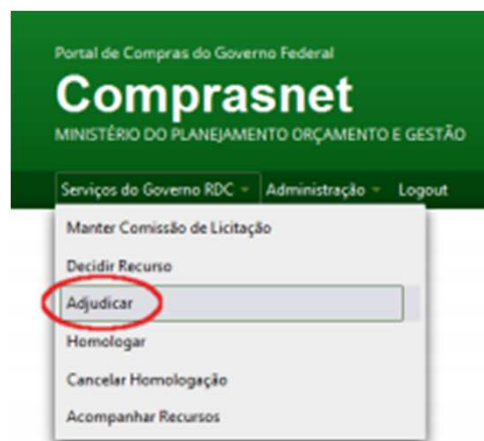 Portal de Compras do Governo Federal
Comprasnet
MINISTÉRIO DO PLANEJAMENTO ORÇAMENTO E GESTÃO
Serviços do Governo RDC Administração Logout
Manter Comissão de Licitação
Decidir Recurso
Adjudicar
Homologar
Cancelar Homologação
Acompanhar Recursos